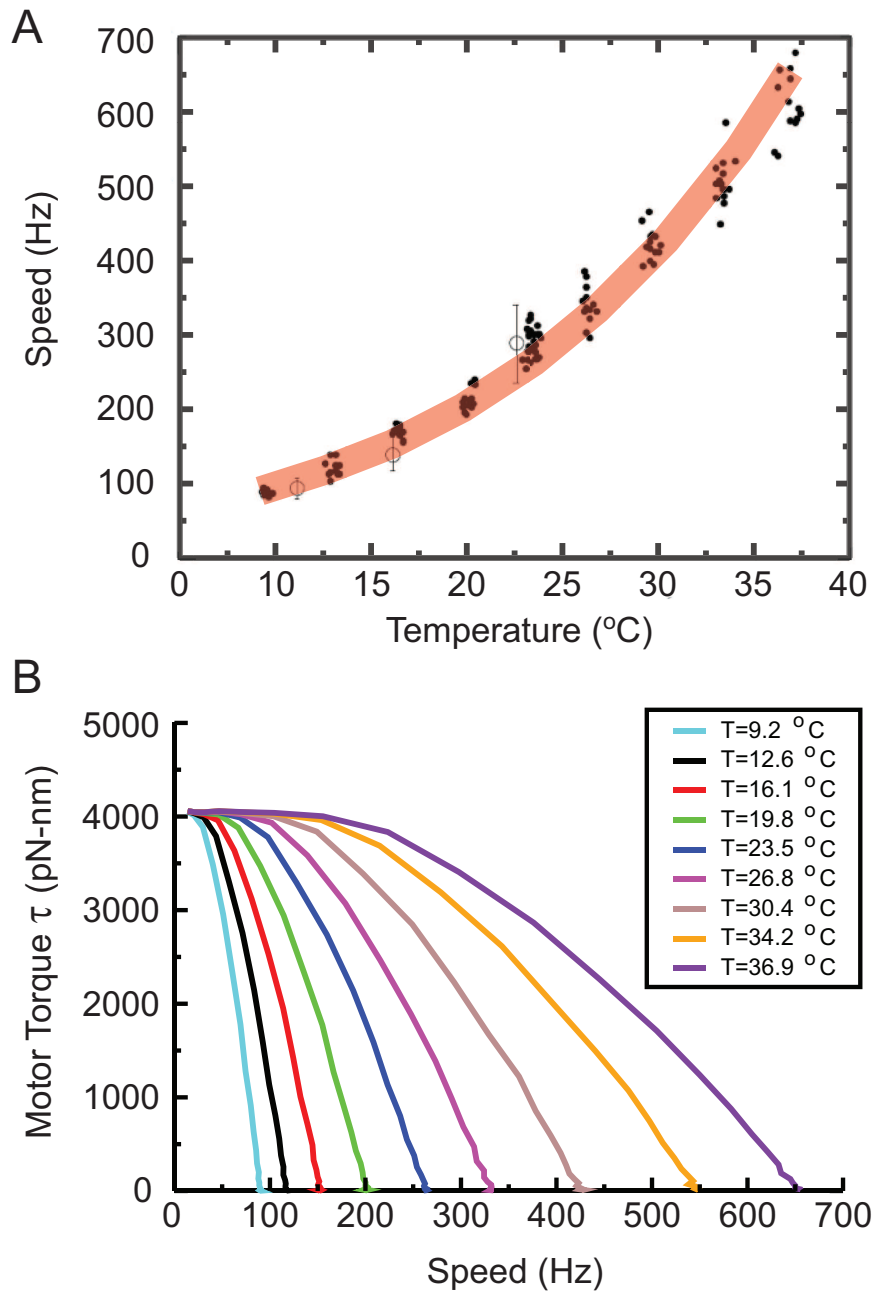 A
700
600
500
400
300
200
100
0
Speed (Hz)
0 10 15 20 25 30 35 40
Temperature (°C)
B
5000
4000
3000
2000
1000
0
Motor Torque τ (pN-nm)
T=9.2 °C
T=12.6 °C
T=16.1 °C
T=19.8 °C
T=23.5 °C
T=26.8 °C
T=30.4 °C
T=34.2 °C
T=36.9 °C
0 100 200 300 400 500 600 700
Speed (Hz)